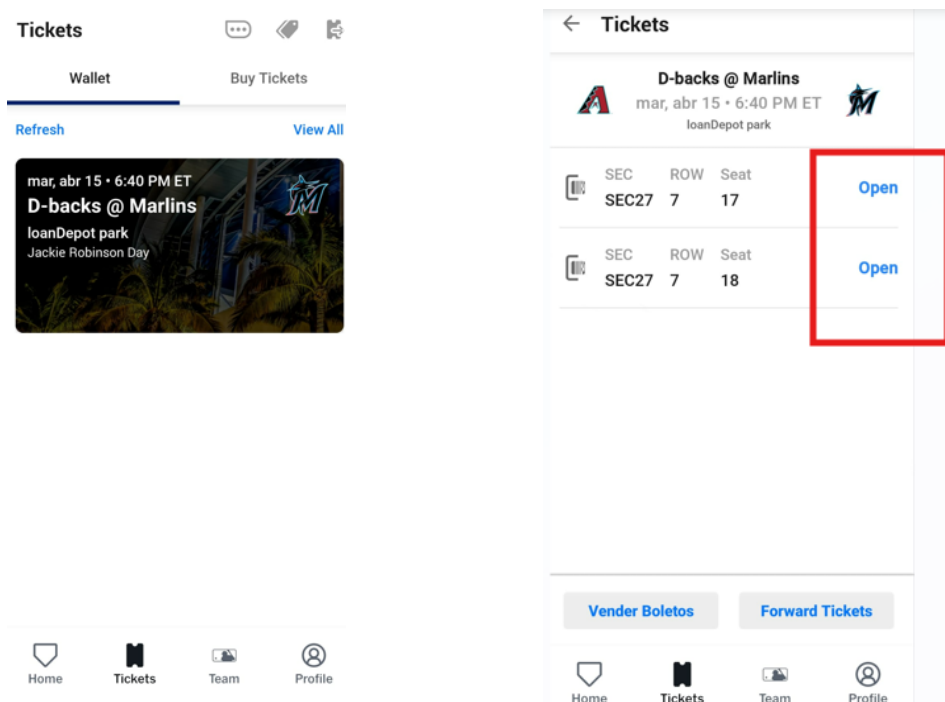 Tickets
Wallet Buy Tickets
Refresh View All
mar, abr 15 • 6:40 PM ET
D-backs @ Marlins
loanDepot park
Jackie Robinson Day
Home Tickets Team Profile
Tickets
D-backs @ Marlins
mar, abr 15 • 6:40 PM ET
loanDepot park
SEC ROW Seat
SEC27 7 17 Open
SEC ROW Seat
SEC27 7 18 Open
Vender Boletos Forward Tickets
Home Tickets Team Profile